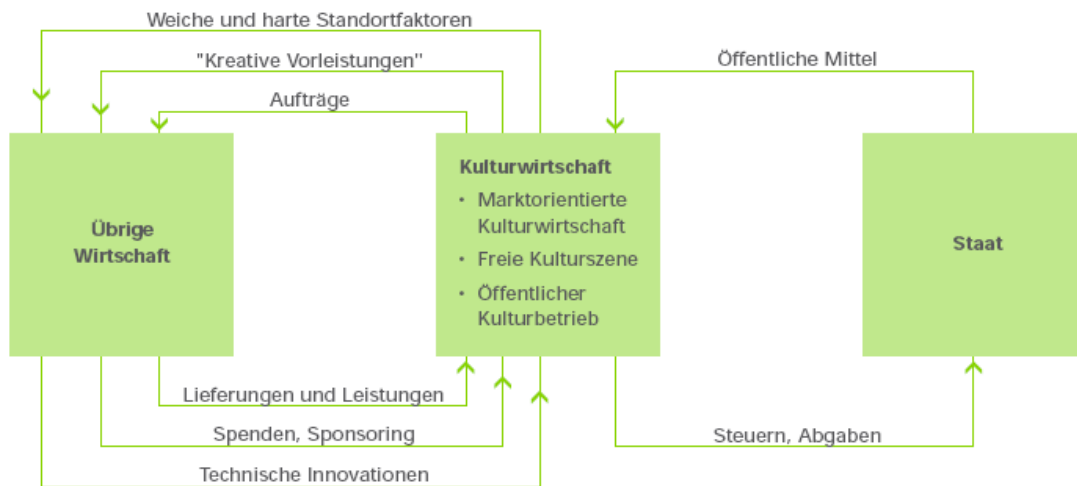 Weiche und harte Standortfaktoren
"Kreative Vorleistungen"
Öffentliche Mittel
Aufträge
Übrige
Wirtschaft
Kulturwirtschaft
• Marktorientierte
Kulturwirtschaft
• Freie Kulturszene
• Öffentlicher
Kulturbetrieb
Staat
Lieferungen und Leistungen
Spenden, Sponsoring
Technische Innovationen
Steuern, Abgaben